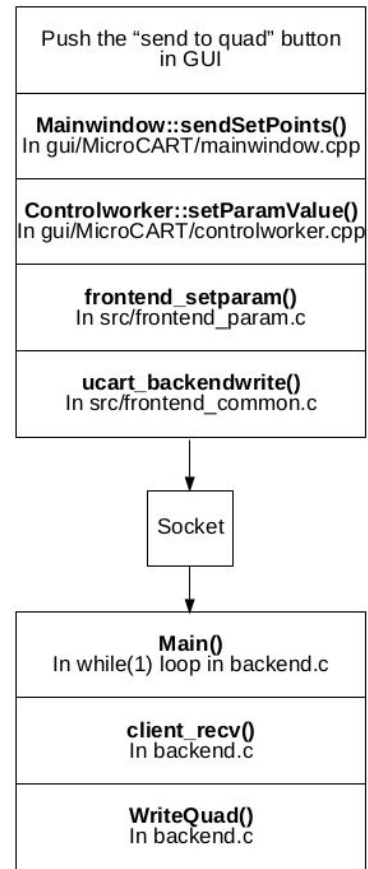 Push the “send to quad” button
in GUI
Mainwindow::sendSetPoints()
In gui/MicroCART/mainwindow.cpp
Controlworker::setParamValue()
In gui/MicroCART/controlworker.cpp
frontend_setparam()
In src/frontend_param.c
ucart_backendwrite()
In src/frontend_common.c
Socket
Main()
In while(1) loop in backend.c
client_recv()
In backend.c
WriteQuad()
In backend.c